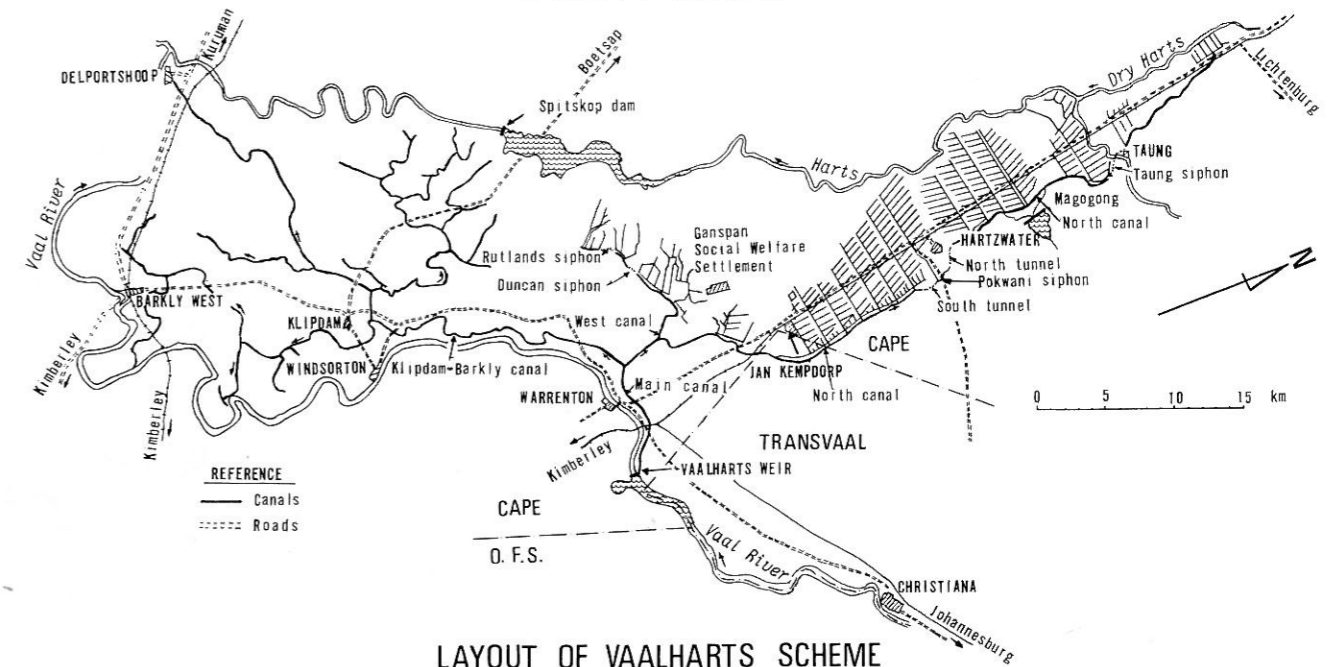 DELPORTSHOOP
Kuruman
Boetsap
Spitskop dam
Dry Harts
Lichtenburg
Harts
TAUNG
Taung siphon
Magogong
North canal
HARTZWATER
North tunnel
Pokwani siphon
South tunnel
Vaal River
Rutlands siphon
Duncan siphon
Ganspan
Social Welfare
Settlement
BARKLY WEST
KLIPDAM
West canal
CAPE
N
Kimberley
WINDSORTON
Klipdam-Barkly canal
Main canal
JAN KEMPDORP
North canal
0 5 10 15 km
WARRENTON
Kimberley
Kimberley
TRANSVAAL
VAALHARTS WEIR
REFERENCE
Canals
Roads
CAPE
O.F.S.
Vaal River
CHRISTIANA
Johannesburg
LAYOUT OF VAALHARTS SCHEME